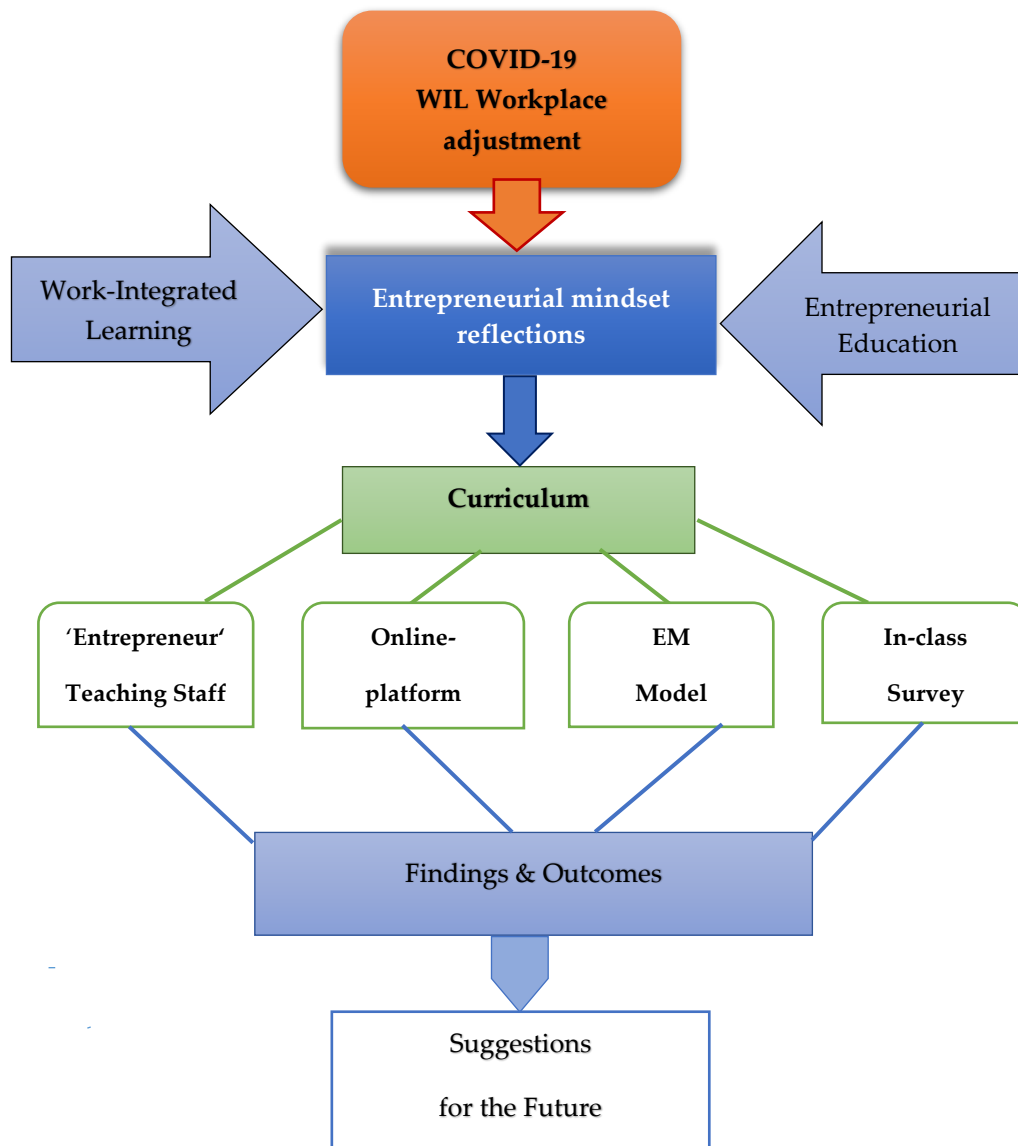 COVID-19
WIL Workplace
adjustment
Work-Integrated
Learning
Entrepreneurial mindset
reflections
Entrepreneurial
Education
Curriculum
‘Entrepreneur‘
Teaching Staff
Online-
platform
EM
Model
In-class
Survey
Findings & Outcomes
Suggestions
for the Future